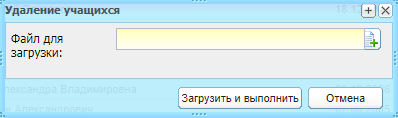 Удаление учащихся
Файл для
загрузки:
Загрузить и выполнить
Отмена